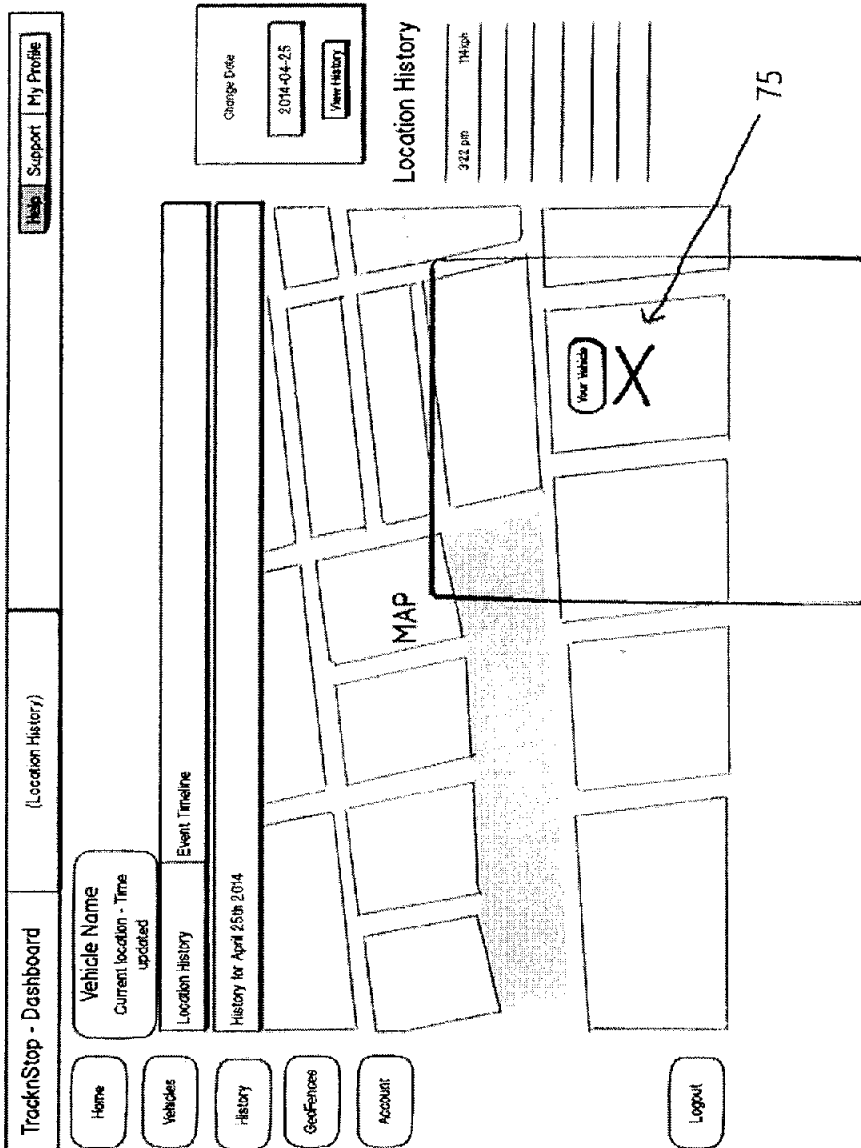 TracknStop - Dashboard
(Location History)
Help
Support
My Profile
Home
Vehicles
History
GeoFences
Account
Logout
Vehicle Name
Current location - Time
updated
Location History
Event Timeline
History for April 25th 2014
MAP
Your Vehicle
Change Date
2014-04-25
View History
Location History
3:22 pm 114kph
75